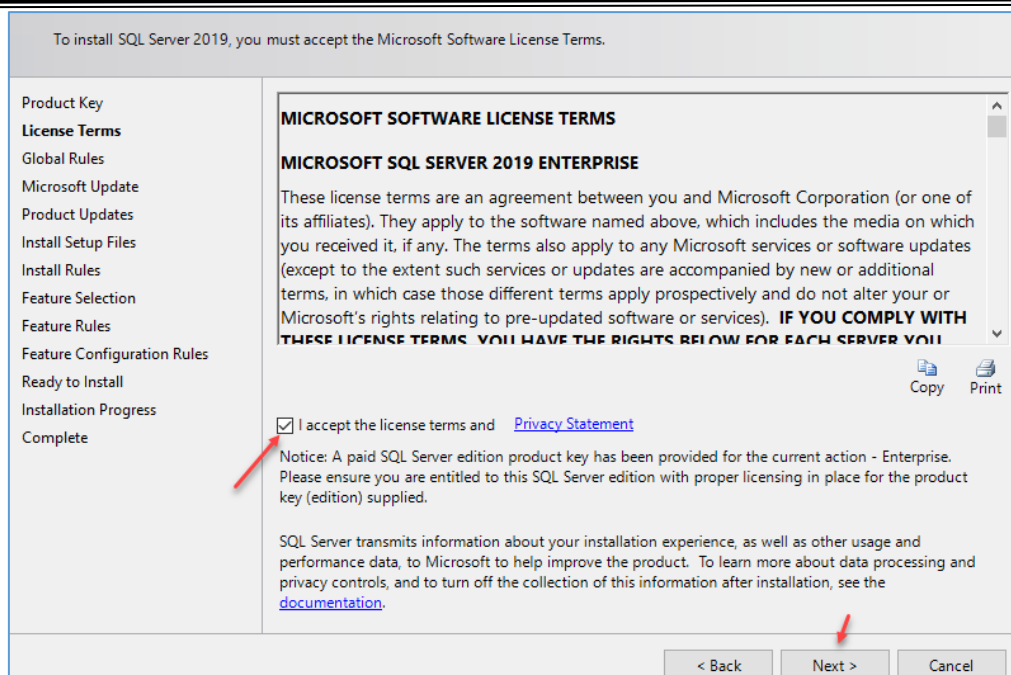 To install SQL Server 2019, you must accept the Microsoft Software License Terms.
Product Key
License Terms
Global Rules
Microsoft Update
Product Updates
Install Setup Files
Install Rules
Feature Selection
Feature Rules
Feature Configuration Rules
Ready to Install
Installation Progress
Complete
MICROSOFT SOFTWARE LICENSE TERMS
MICROSOFT SQL SERVER 2019 ENTERPRISE
These license terms are an agreement between you and Microsoft Corporation (or one of
its affiliates). They apply to the software named above, which includes the media on which
you received it, if any. The terms also apply to any Microsoft services or software updates
(except to the extent such services or updates are accompanied by new or additional
terms, in which case those different terms apply prospectively and do not alter your or
Microsoft's rights relating to pre-updated software or services). IF YOU COMPLY WITH
THESE LICENSE TERMS, YOU HAVE THE RIGHTS BELOW FOR EACH SERVER YOU
Copy Print
I accept the license terms and Privacy Statement
Notice: A paid SQL Server edition product key has been provided for the current action - Enterprise.
Please ensure you are entitled to this SQL Server edition with proper licensing in place for the product
key (edition) supplied.
SQL Server transmits information about your installation experience, as well as other usage and
performance data, to Microsoft to help improve the product. To learn more about data processing and
privacy controls, and to turn off the collection of this information after installation, see the
documentation.
< Back Next > Cancel